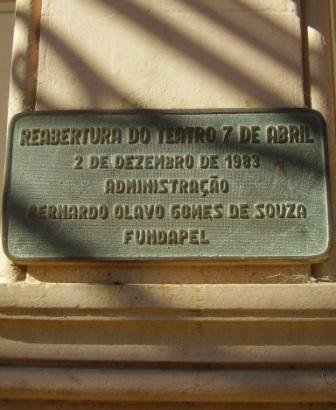 REABERTURA DO TEATRO 7 DE ABRIL
2 DE DEZEMBRO DE 1983
ADMINISTRAÇÃO
BERNARDO OLAVO GOMES DE SOUZA
FUNDAPEL